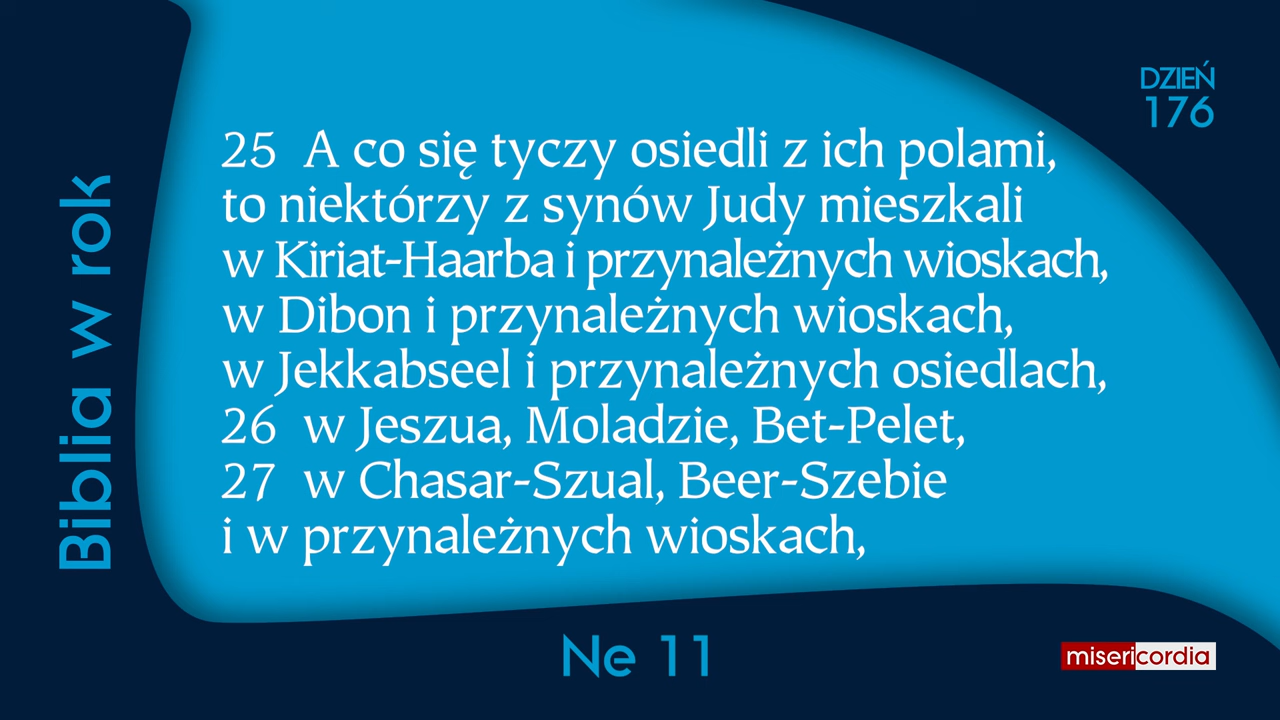 DZIEŃ
176
25 A co się tyczy osiedli z ich polami,
to niektórzy z synów Judy mieszkali
w Kiriat-Haarba i przynależnych wioskach,
w Dibon i przynależnych wioskach,
w Jekkabseel i przynależnych osiedlach,
26 w Jeszua, Moladzie, Bet-Pelet,
27 w Chasar-Szual, Beer-Szebie
i w przynależnych wioskach,
Biblia w rok
Ne 11
misericordia